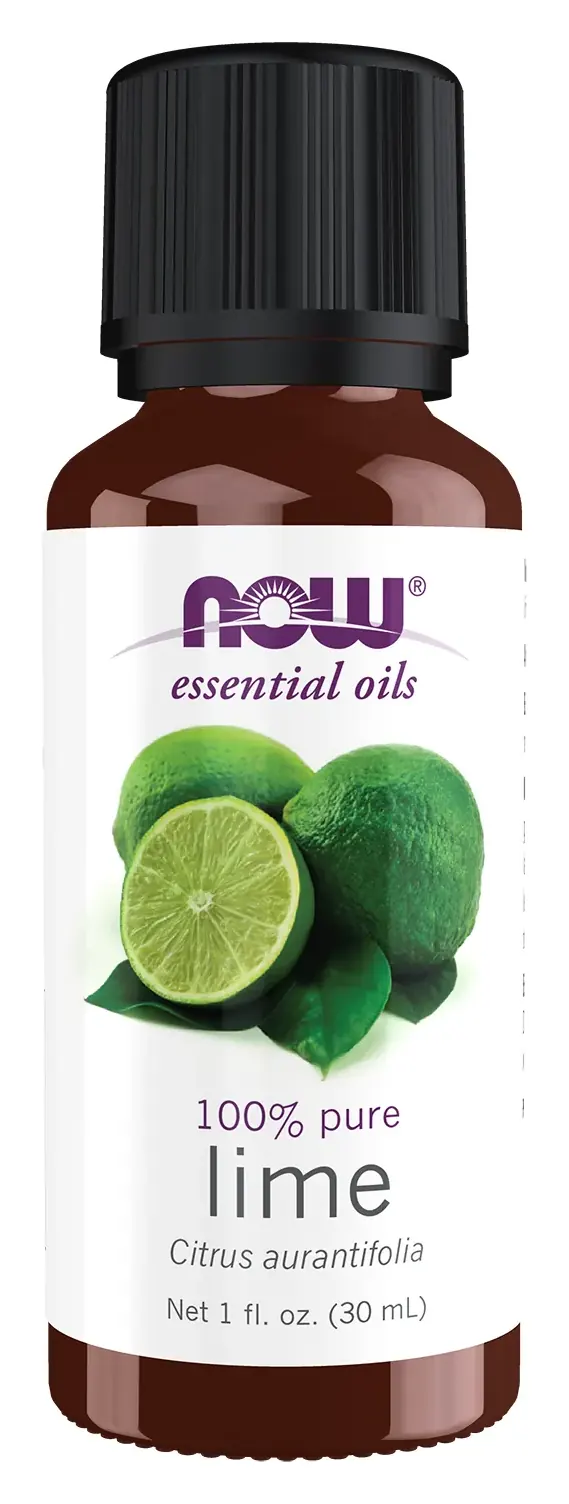 NOW®
essential oils
100% pure
lime
Citrus aurantifolia
Net 1 fl. oz. (30 mL)